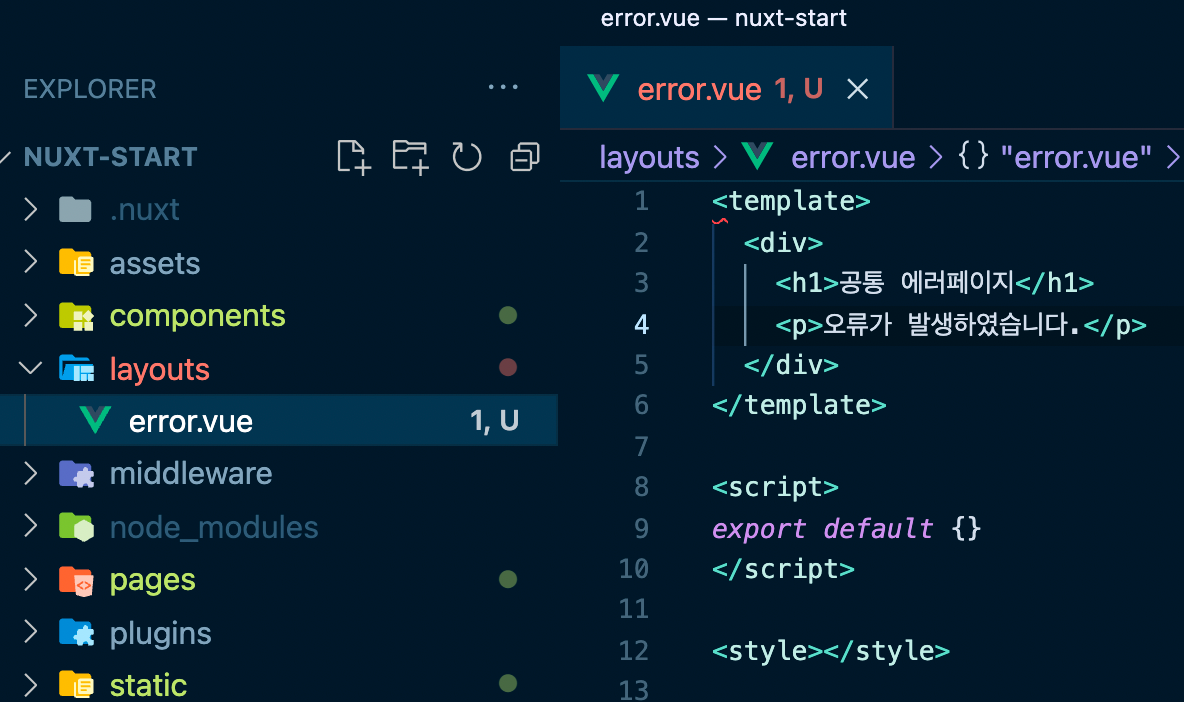 error.vue — nuxt-start
EXPLORER
···
NUXT-START
.nuxt
assets
components
layouts
error.vue 1, U
middleware
node_modules
pages
plugins
static
error.vue 1, U
layouts > error.vue > {} "error.vue" >
1 <template>
2 <div>
3 <h1>공통 에러페이지</h1>
4 <p>오류가 발생하였습니다.</p>
5 </div>
6 </template>
7
8 <script>
9 export default {}
10 </script>
11
12 <style></style>
13